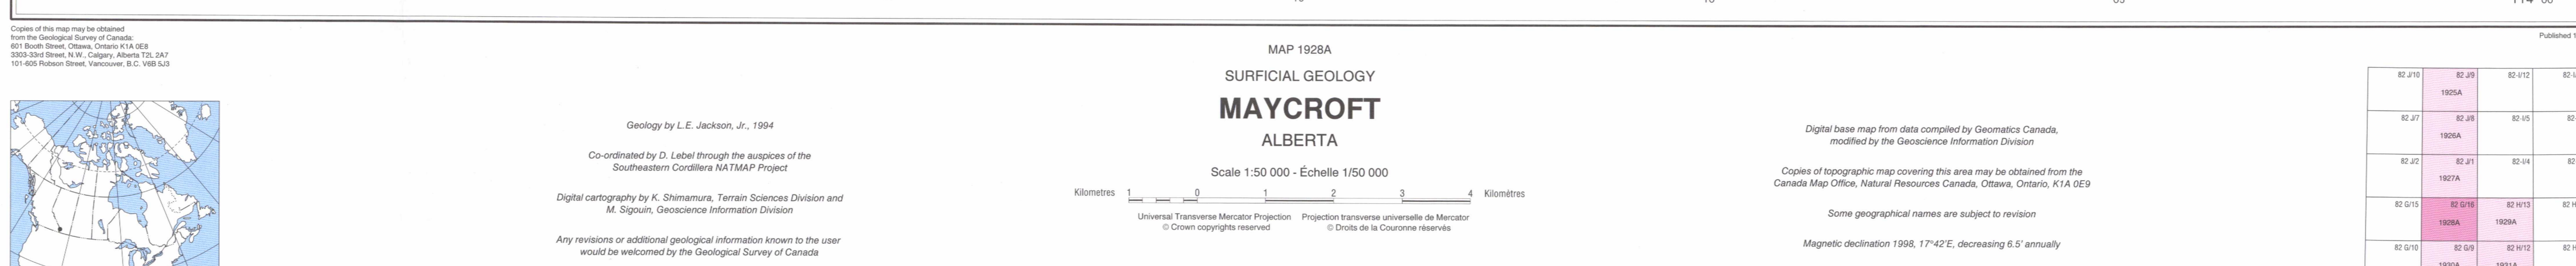 Copies of this map may be obtained
from the Geological Survey of Canada:
601 Booth Street, Ottawa, Ontario K1A 0E8
3303-33rd Street, N.W., Calgary, Alberta T2L 2A7
101-605 Robson Street, Vancouver, B.C. V6B 5J3
Geology by L.E. Jackson, Jr., 1994
Co-ordinated by D. Lebel through the auspices of the
Southeastern Cordillera NATMAP Project
Digital cartography by K. Shimamura, Terrain Sciences Division and
M. Sigouin, Geoscience Information Division
Any revisions or additional geological information known to the user
would be welcomed by the Geological Survey of Canada
MAP 1928A
SURFICIAL GEOLOGY
MAYCROFT
ALBERTA
Scale 1:50 000 - Échelle 1/50 000
Kilometres 1 0 1 2 3 4 Kilomètres
Universal Transverse Mercator Projection Projection transverse universelle de Mercator
© Crown copyrights reserved © Droits de la Couronne réservés
Digital base map from data compiled by Geomatics Canada,
modified by the Geoscience Information Division
Copies of topographic map covering this area may be obtained from the
Canada Map Office, Natural Resources Canada, Ottawa, Ontario, K1A 0E9
Some geographical names are subject to revision
Magnetic declination 1998, 17°42'E, decreasing 6.5' annually
Published
82 J/10 82 J/9 82-I/12
1925A
82 J/7 82 J/8 82-I/5
1926A
82 J/2 82 J/1 82-I/4
1927A
82 G/15 82 G/16 82 H/13
1928A 1929A
82 G/10 82 G/9 82 H/12